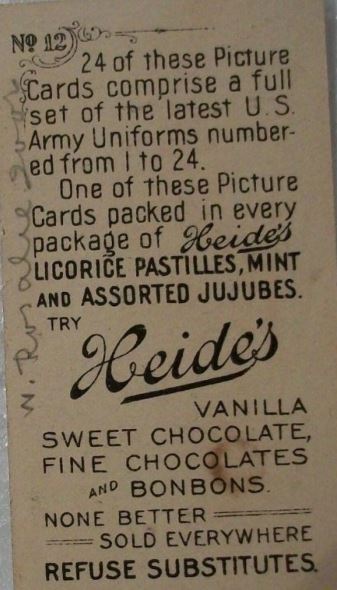 Nº 12
24 of these Picture
Cards comprise a full
set of the latest U.S.
Army Uniforms number-
ed from 1 to 24.
One of these Picture
Cards packed in every
package of Heide's
LICORICE PASTILLES, MINT
AND ASSORTED JUJUBES.
TRY
Heide's
VANILLA
SWEET CHOCOLATE,
FINE CHOCOLATES
AND BONBONS.
NONE BETTER
SOLD EVERYWHERE
REFUSE SUBSTITUTES.